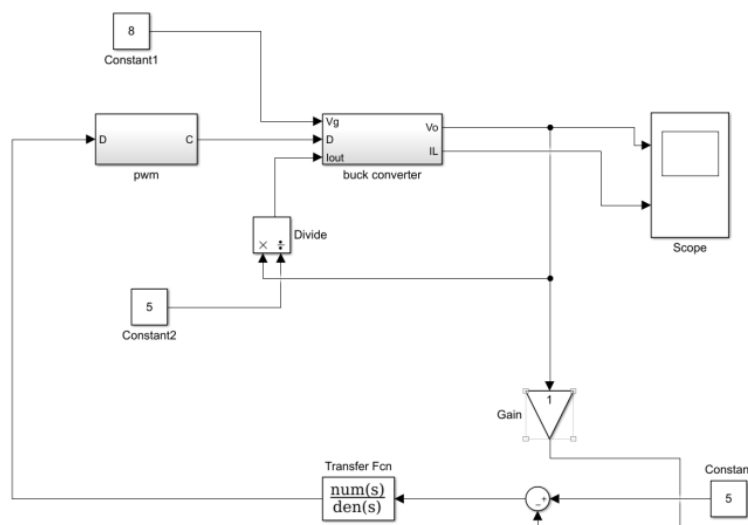 8
Constant1
Vg
D
Iout
Vo
IL
buck converter
D
C
pwm
Scope
× ÷
Divide
5
Constant2
1
Gain
Transfer Fcn
num(s)
den(s)
+
−
Constant
5